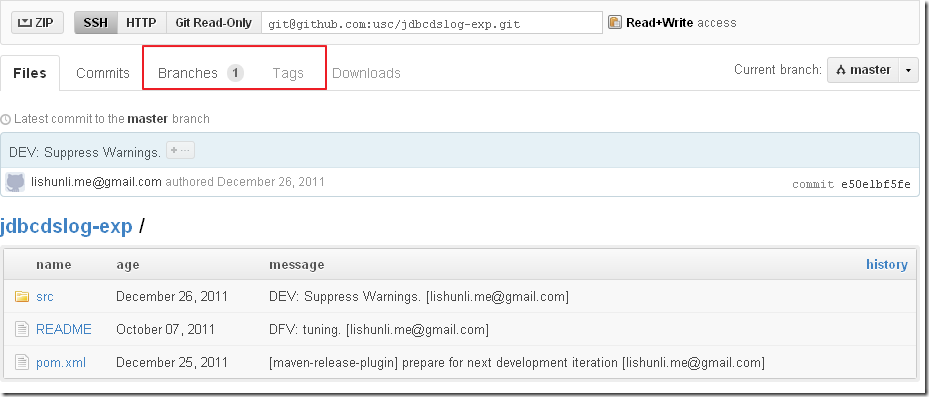 ZIP SSH HTTP Git Read-Only git@github.com:usc/jdbcdslog-exp.git Read+Write access
Files Commits Branches 1 Tags Downloads Current branch: master
Latest commit to the master branch
DEV: Suppress Warnings. + ...
lishunli.me@gmail.com authored December 26, 2011 commit e50e1bf5fe
jdbcdslog-exp /
name age message history
src December 26, 2011 DEV: Suppress Warnings. [lishunli.me@gmail.com]
README October 07, 2011 DFV: tuning. [lishunli.me@gmail.com]
pom.xml December 25, 2011 [maven-release-plugin] prepare for next development iteration [lishunli.me@gmail.com]